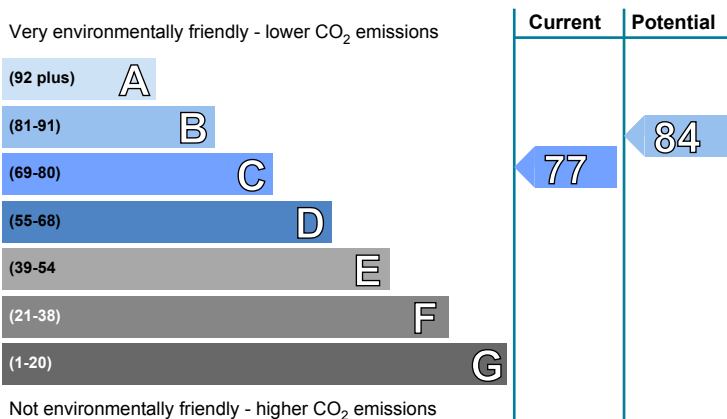 Current Potential
Very environmentally friendly - lower CO2 emissions
(92 plus) A
(81-91) B
84
(69-80) C
77
(55-68) D
(39-54 E
(21-38) F
(1-20) G
Not environmentally friendly - higher CO2 emissions